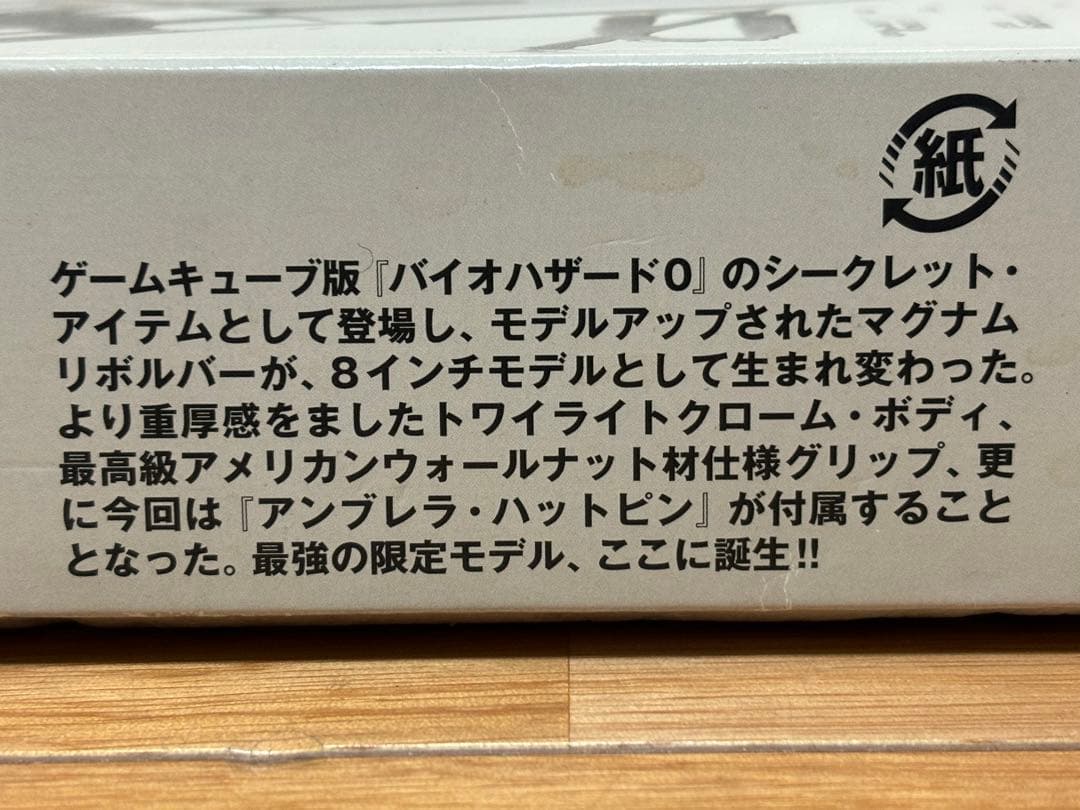 紙
ゲームキューブ版『バイオハザード0』のシークレット・
アイテムとして登場し、モデルアップされたマグナム
リボルバーが、8インチモデルとして生まれ変わった。
より重厚感をましたトワイライトクローム・ボディ、
最高級アメリカンウォールナット材仕様グリップ、更
に今回は『アンブレラ・ハットピン』が付属すること
となった。最強の限定モデル、ここに誕生!!